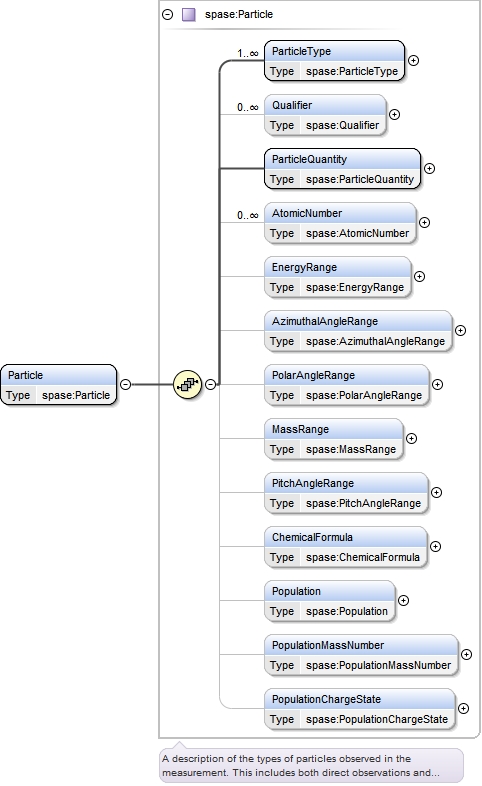 spase:Particle
1..∞
ParticleType
Type spase:ParticleType
0..∞
Qualifier
Type spase:Qualifier
ParticleQuantity
Type spase:ParticleQuantity
0..∞
AtomicNumber
Type spase:AtomicNumber
EnergyRange
Type spase:EnergyRange
AzimuthalAngleRange
Type spase:AzimuthalAngleRange
Particle
Type spase:Particle
PolarAngleRange
Type spase:PolarAngleRange
MassRange
Type spase:MassRange
PitchAngleRange
Type spase:PitchAngleRange
ChemicalFormula
Type spase:ChemicalFormula
Population
Type spase:Population
PopulationMassNumber
Type spase:PopulationMassNumber
PopulationChargeState
Type spase:PopulationChargeState
A description of the types of particles observed in the
measurement. This includes both direct observations and...